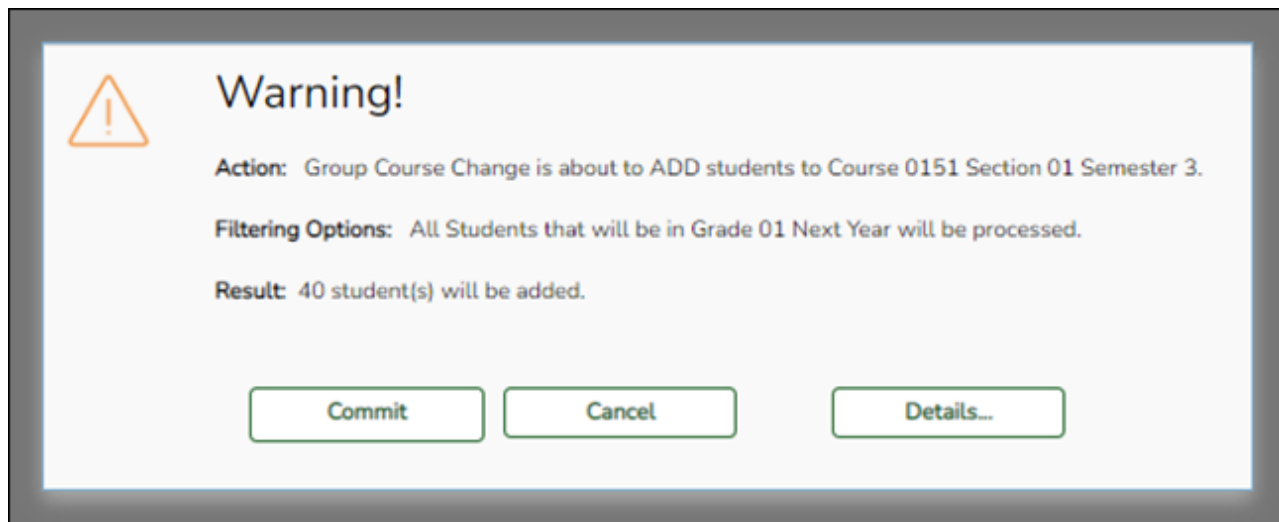 Warning!
Action: Group Course Change is about to ADD students to Course 0151 Section 01 Semester 3.
Filtering Options: All Students that will be in Grade 01 Next Year will be processed.
Result: 40 student(s) will be added.
Commit Cancel Details...